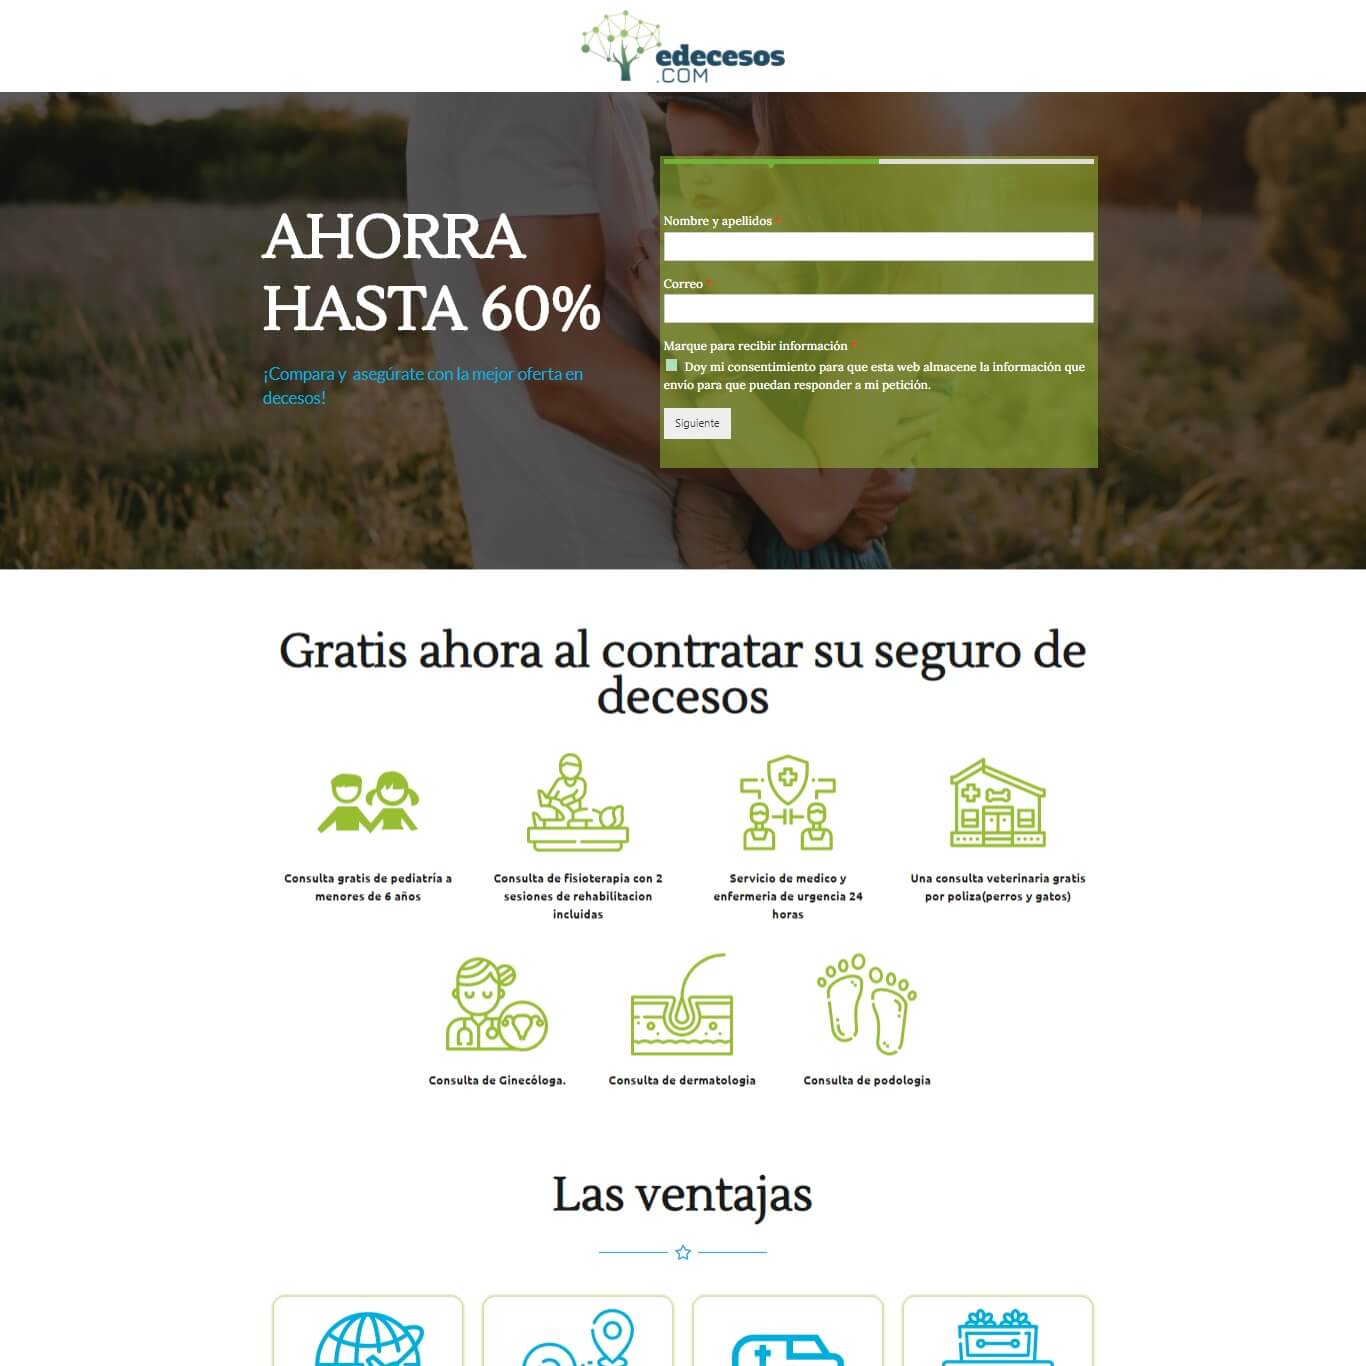 edecesos
.COM
AHORRA
HASTA 60%
¡Compara y asegúrate con la mejor oferta en
decesos!
Nombre y apellidos *
Correo *
Marque para recibir información *
Doy mi consentimiento para que esta web almacene la información que
envío para que puedan responder a mi petición.
Siguiente
Gratis ahora al contratar su seguro de
decesos
Consulta gratis de pediatría a
menores de 6 años
Consulta de fisioterapia con 2
sesiones de rehabilitacion
incluidas
Servicio de medico y
enfermeria de urgencia 24
horas
Una consulta veterinaria gratis
por poliza(perros y gatos)
Consulta de Ginecóloga.
Consulta de dermatologia
Consulta de podologia
Las ventajas